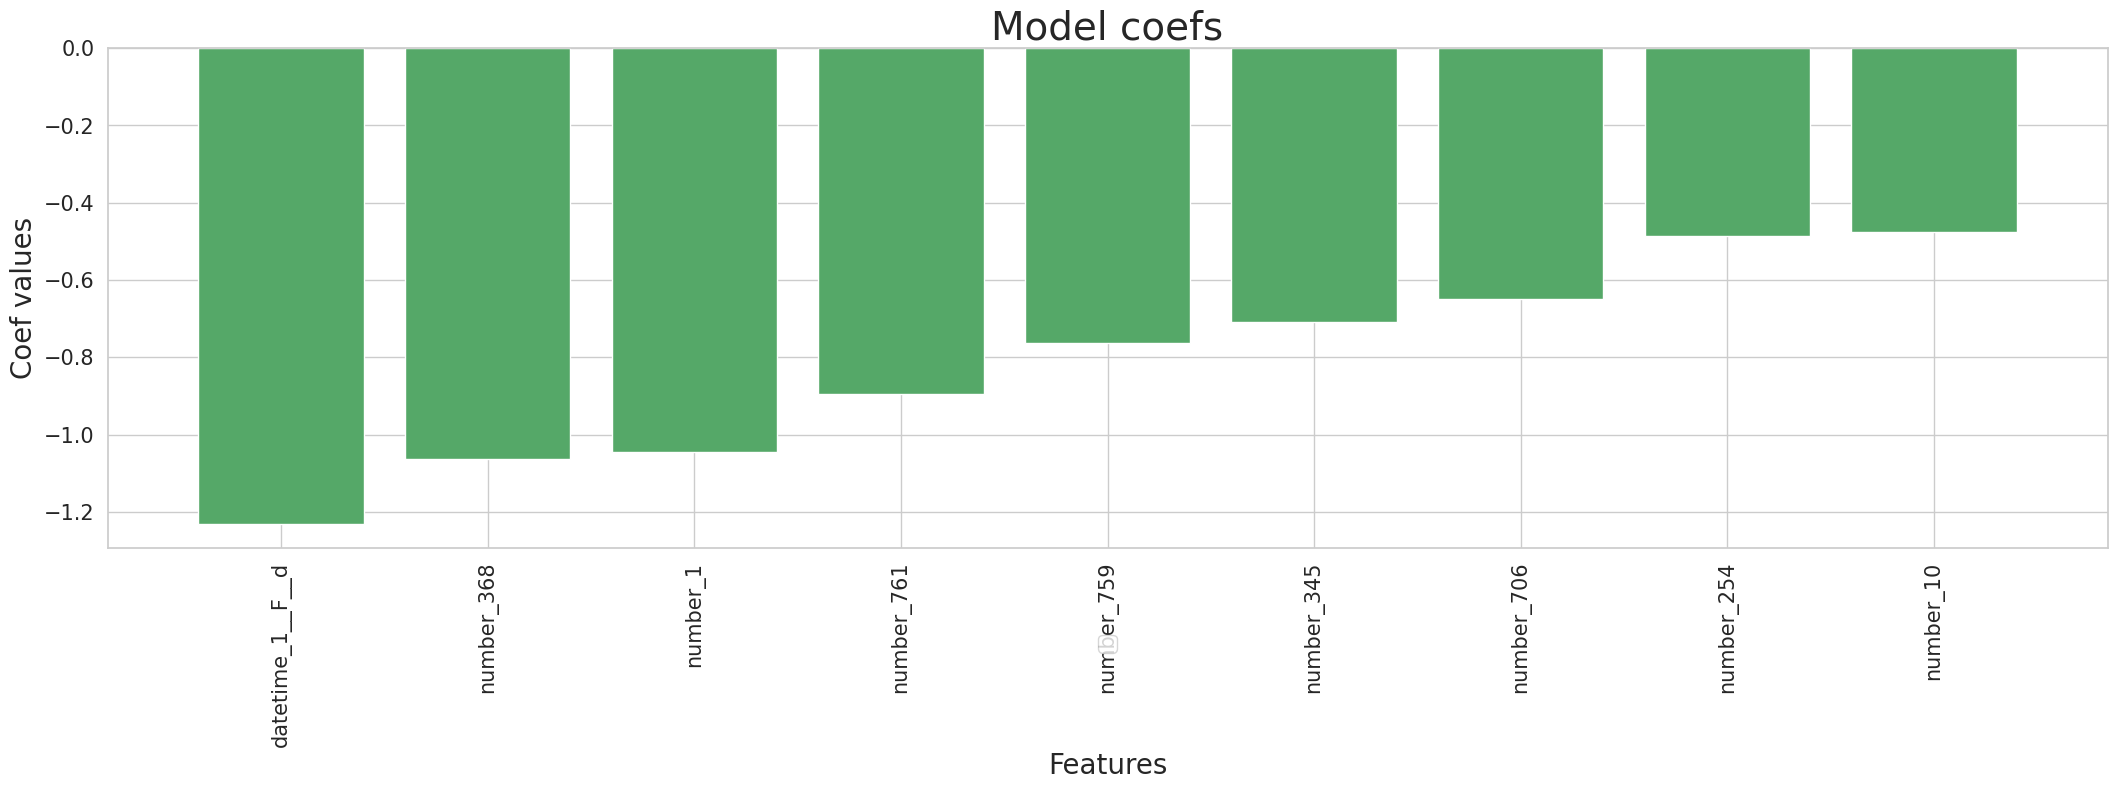 Model coefs
Coef values
0.0
−0.2
−0.4
−0.6
−0.8
−1.0
−1.2
datetime_1__F__d
number_368
number_1
number_761
number_759
number_345
number_706
number_254
number_10
Features